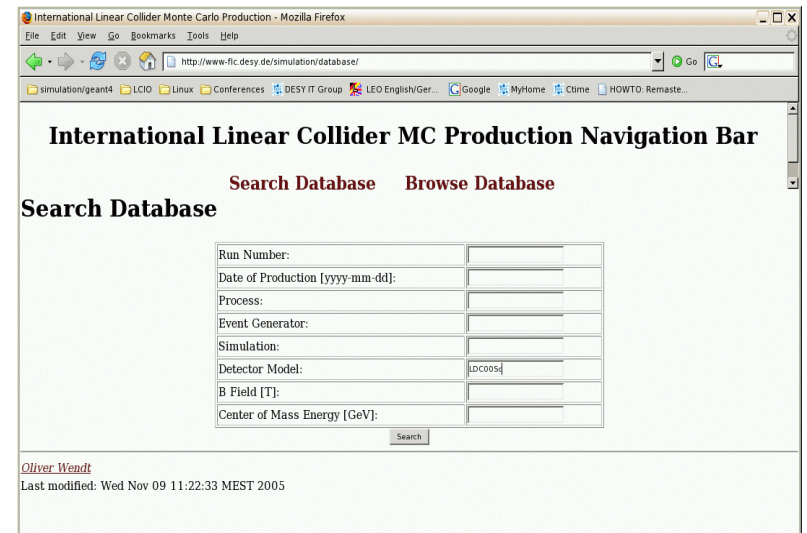 International Linear Collider Monte Carlo Production - Mozilla Firefox
File Edit View Go Bookmarks Tools Help
http://www-flc.desy.de/simulation/database/ Go
simulation/geant4 LCIO Linux Conferences DESY IT Group LEO English/Ger... Google MyHome Ctime HOWTO: Remaste...
International Linear Collider MC Production Navigation Bar
Search Database Browse Database
Search Database
Run Number:
Date of Production [yyyy-mm-dd]:
Process:
Event Generator:
Simulation:
Detector Model: LDC00Sc
B Field [T]:
Center of Mass Energy [GeV]:
Search
Oliver Wendt
Last modified: Wed Nov 09 11:22:33 MEST 2005